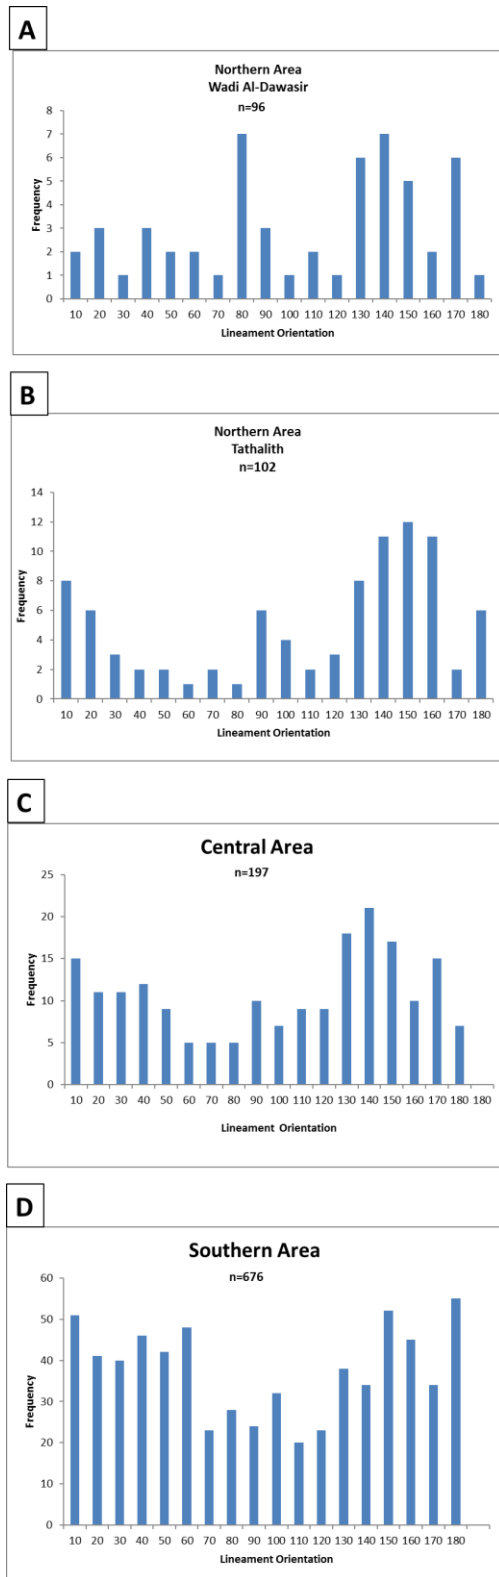 A
Northern Area
Wadi Al-Dawasir
n=96
8
7
6
5
4
3
2
1
0
Frequency
10 20 30 40 50 60 70 80 90 100 110 120 130 140 150 160 170 180
Lineament Orientation
B
Northern Area
Tathalith
n=102
14
12
10
8
6
4
2
0
Frequency
10 20 30 40 50 60 70 80 90 100 110 120 130 140 150 160 170 180
Lineament Orientation
C
Central Area
n=197
25
20
15
10
5
0
Frequency
10 20 30 40 50 60 70 80 90 100 110 120 130 140 150 160 170 180 180
Lineament Orientation
D
Southern Area
n=676
60
50
40
30
20
10
0
Frequency
10 20 30 40 50 60 70 80 90 100 110 120 130 140 150 160 170 180
Lineament Orientation